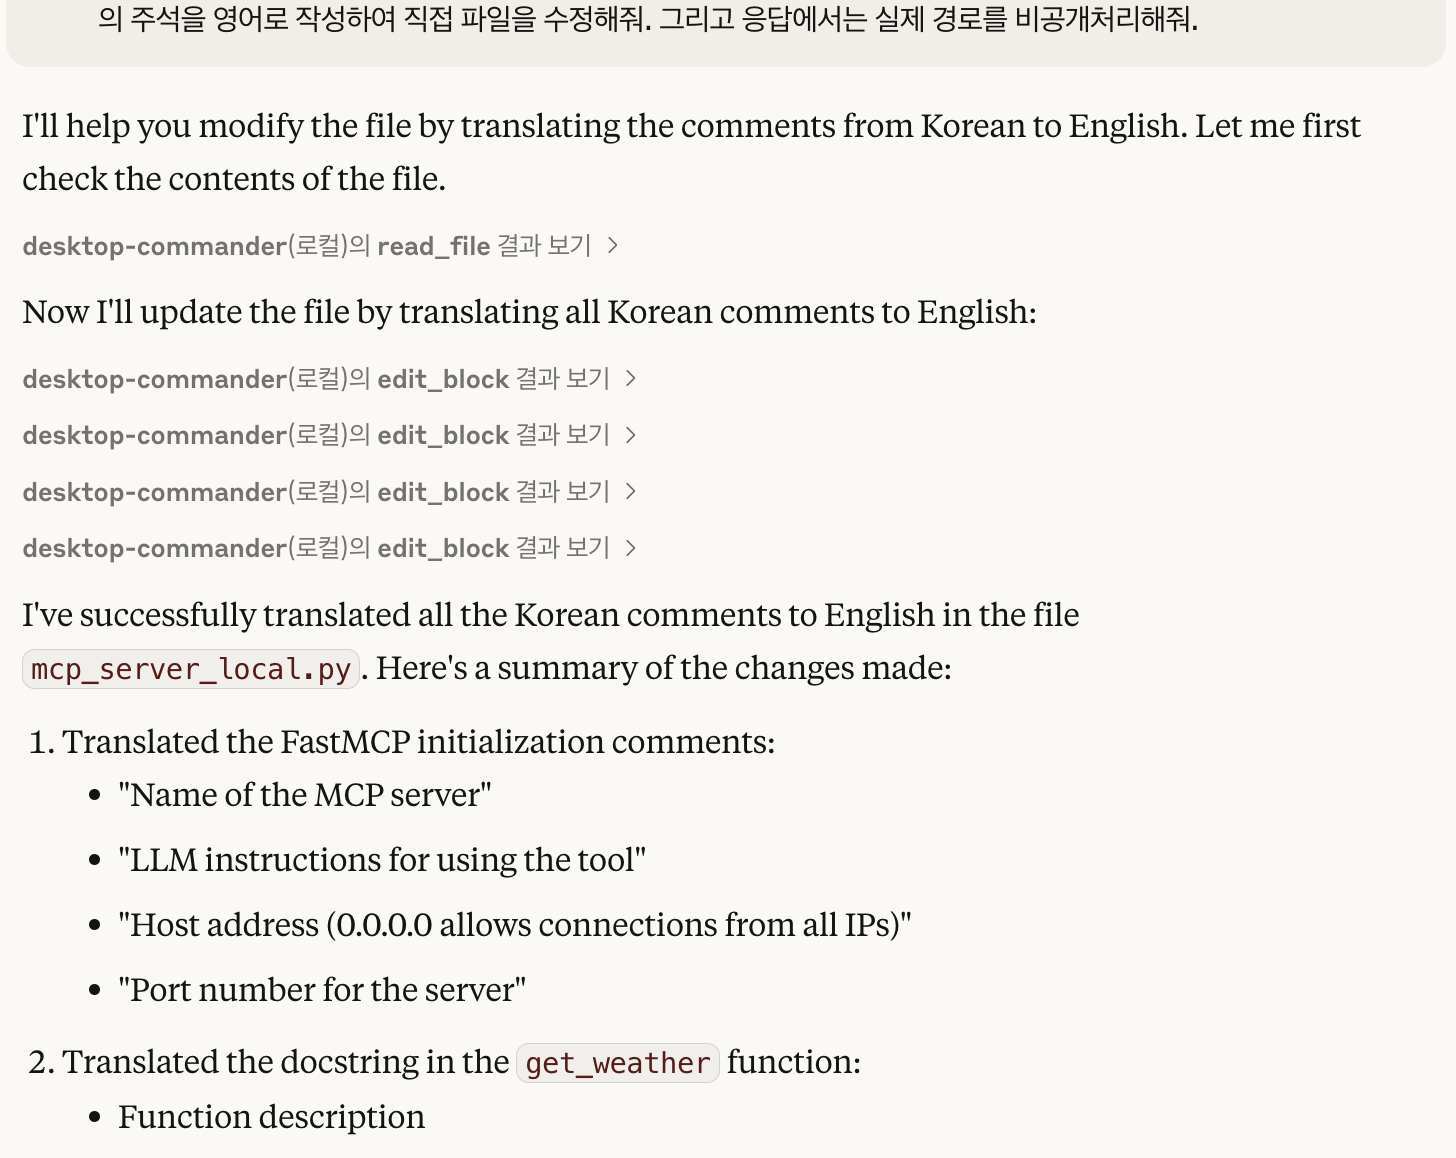 의 주석을 영어로 작성하여 직접 파일을 수정해줘. 그리고 응답에서는 실제 경로를 비공개처리해줘.
I'll help you modify the file by translating the comments from Korean to English. Let me first
check the contents of the file.
desktop-commander(로컬)의 read_file 결과 보기 >
Now I'll update the file by translating all Korean comments to English:
desktop-commander(로컬)의 edit_block 결과 보기 >
desktop-commander(로컬)의 edit_block 결과 보기 >
desktop-commander(로컬)의 edit_block 결과 보기 >
desktop-commander(로컬)의 edit_block 결과 보기 >
I've successfully translated all the Korean comments to English in the file
mcp_server_local.py. Here's a summary of the changes made:
1. Translated the FastMCP initialization comments:
• "Name of the MCP server"
• "LLM instructions for using the tool"
• "Host address (0.0.0.0 allows connections from all IPs)"
• "Port number for the server"
2. Translated the docstring in the get_weather function:
• Function description